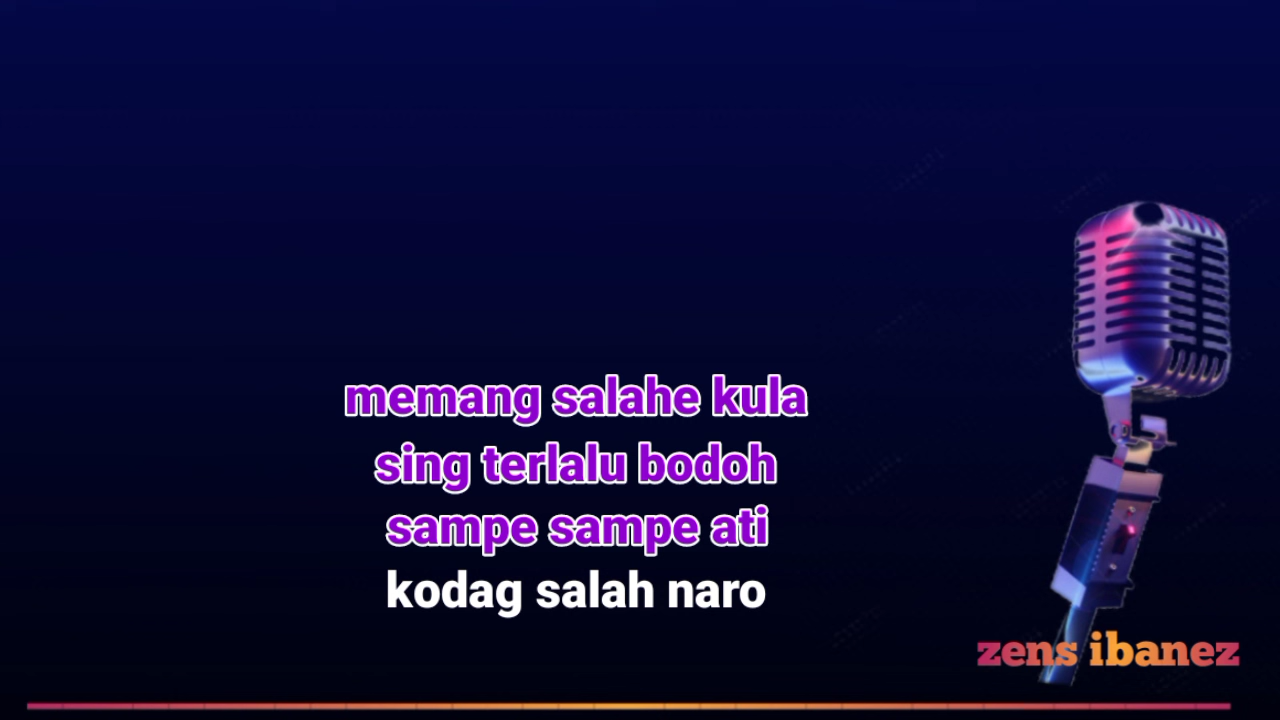 memang salahe kula
sing terlalu bodoh
sampe sampe ati
kodag salah naro
zens ibanez